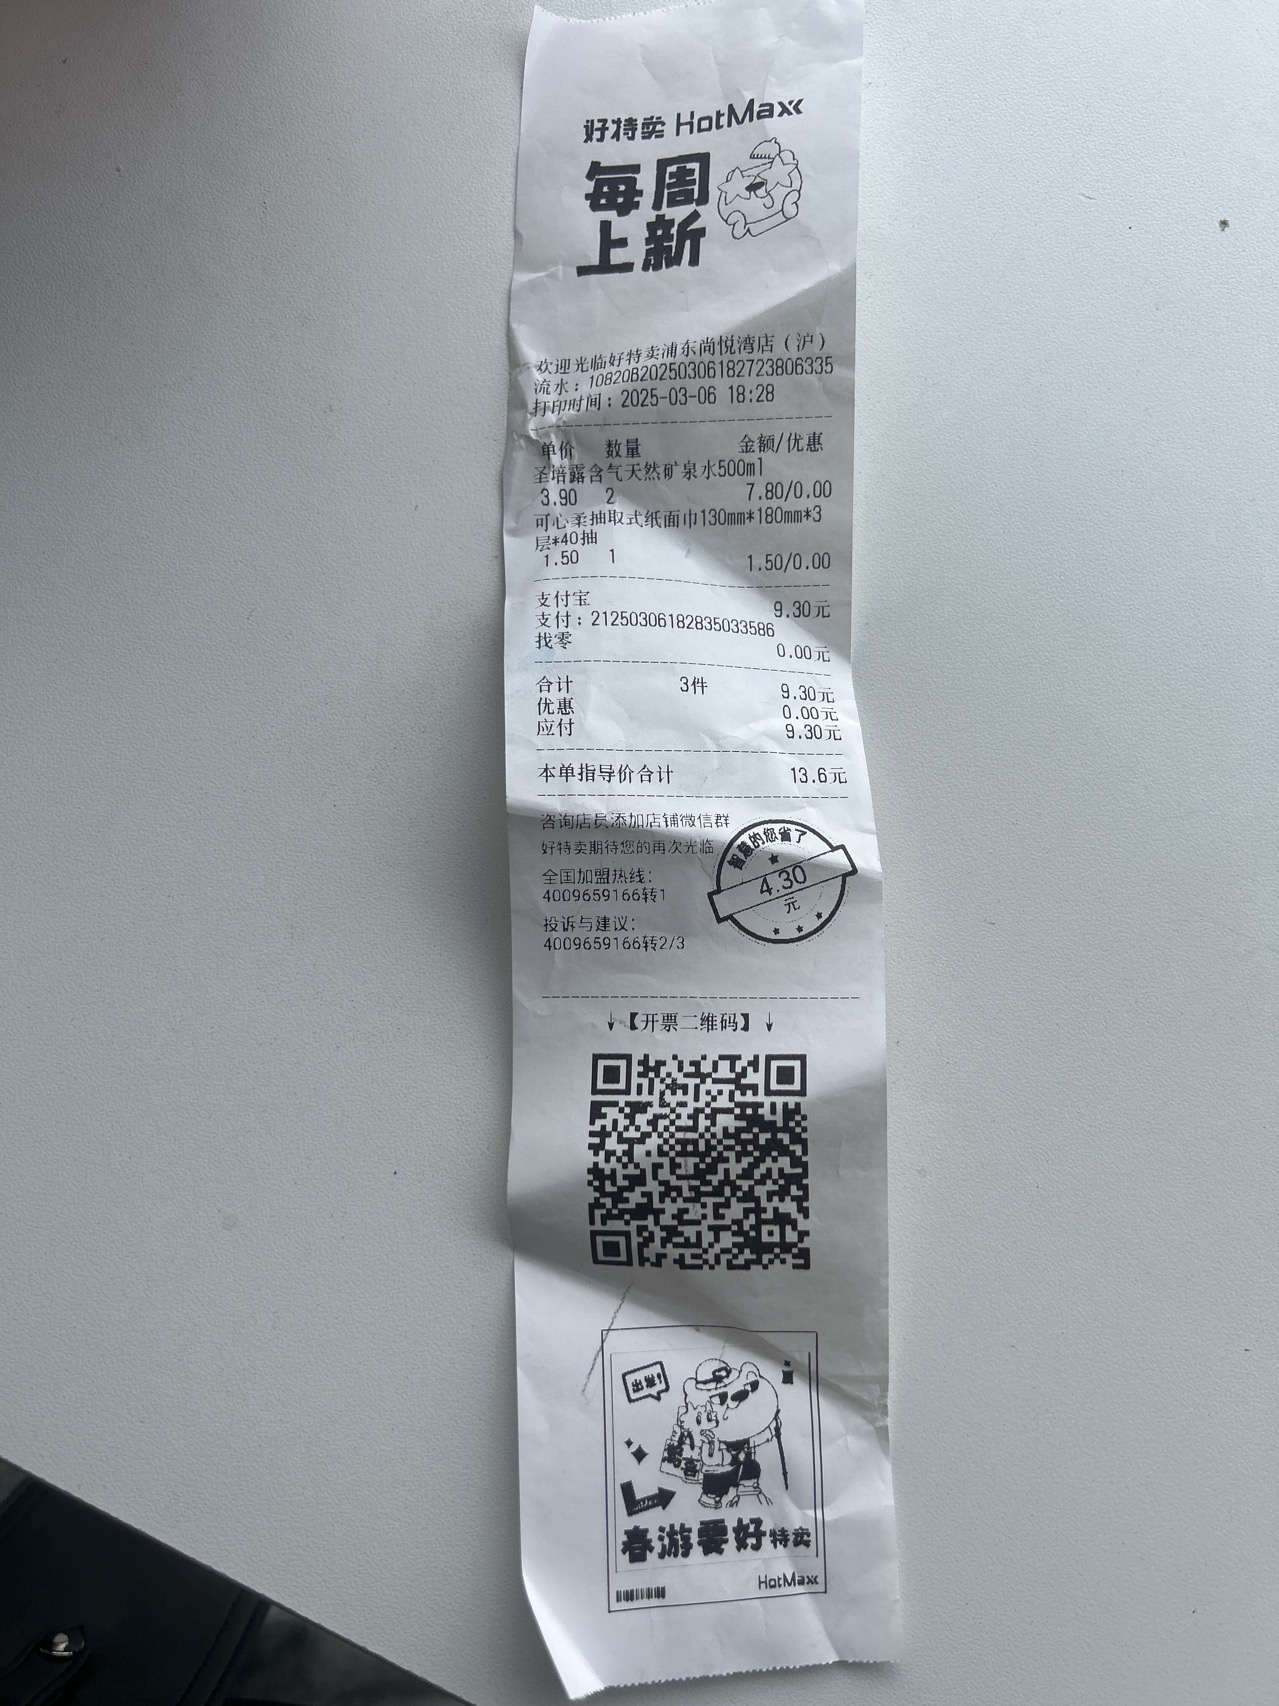 好特卖 HotMaxx
每周
上新
欢迎光临好特卖浦东尚悦湾店（沪）
流水：10820B20250306182723806335
打印时间：2025-03-06 18:28
单价 数量 金额/优惠
圣培露含气天然矿泉水500ml
3.90 2 7.80/0.00
可心柔抽取式纸面巾130mm*180mm*3
层*40抽
1.50 1 1.50/0.00
支付宝 9.30元
支付：21250306182835033586
找零 0.00元
合计 3件 9.30元
优惠 0.00元
应付 9.30元
本单指导价合计 13.6元
咨询店员添加店铺微信群
好特卖期待您的再次光临
全国加盟热线：
4009659166转1
投诉与建议：
4009659166转2/3
智慧的您省了
4.30
元
↓【开票二维码】↓
出发！
春游要好特卖
HotMaxx